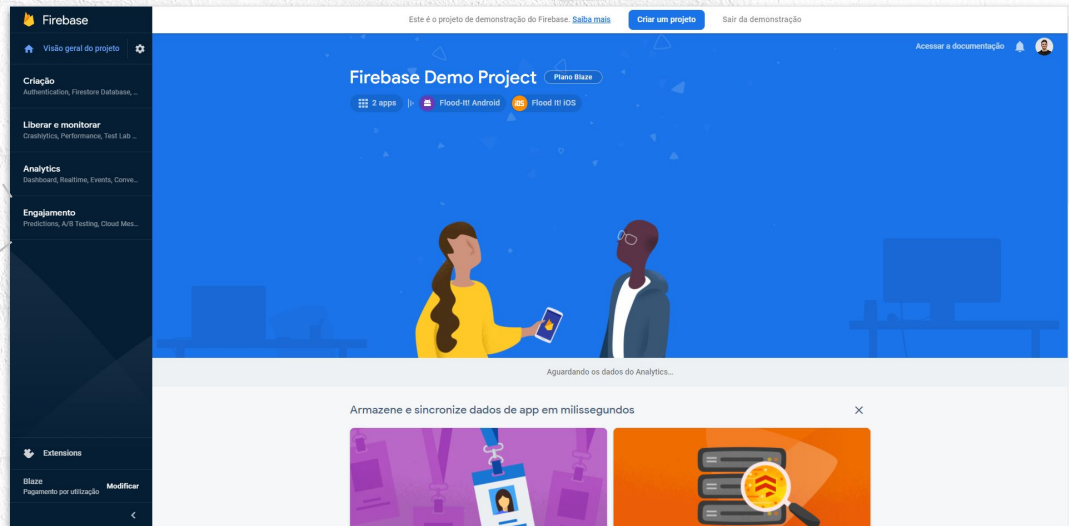 Firebase
Este é o projeto de demonstração do Firebase. Saiba mais
Criar um projeto
Sair da demonstração
Visão geral do projeto
Acessar a documentação
Criação
Authentication, Firestore Database, ...
Liberar e monitorar
Crashlytics, Performance, Test Lab ...
Analytics
Dashboard, Realtime, Events, Conve...
Engajamento
Predictions, A/B Testing, Cloud Mes...
Extensions
Blaze
Pagamento por utilização
Modificar
Firebase Demo Project
Plano Blaze
2 apps
Flood-It! Android
iOS
Flood It! iOS
Aguardando os dados do Analytics...
Armazene e sincronize dados de app em milissegundos